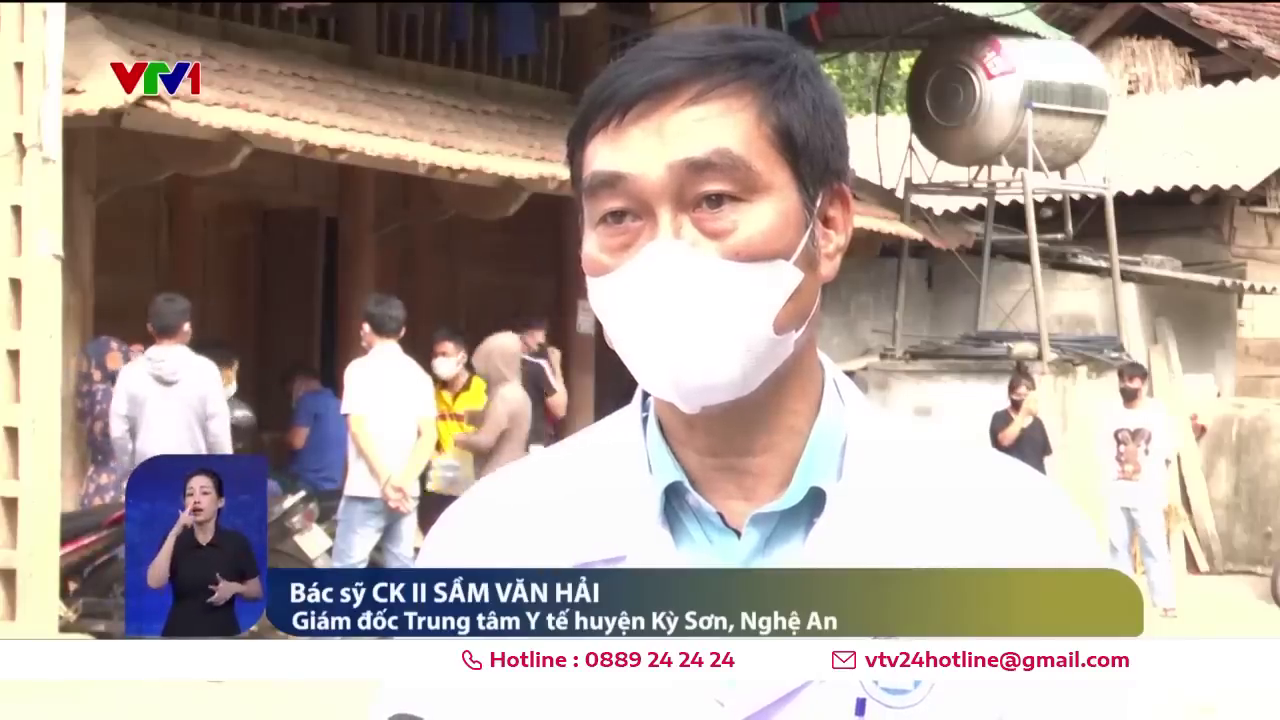 VTV1
Bác sỹ CK II SẦM VĂN HẢI
Giám đốc Trung tâm Y tế huyện Kỳ Sơn, Nghệ An
Hotline : 0889 24 24 24
vtv24hotline@gmail.com